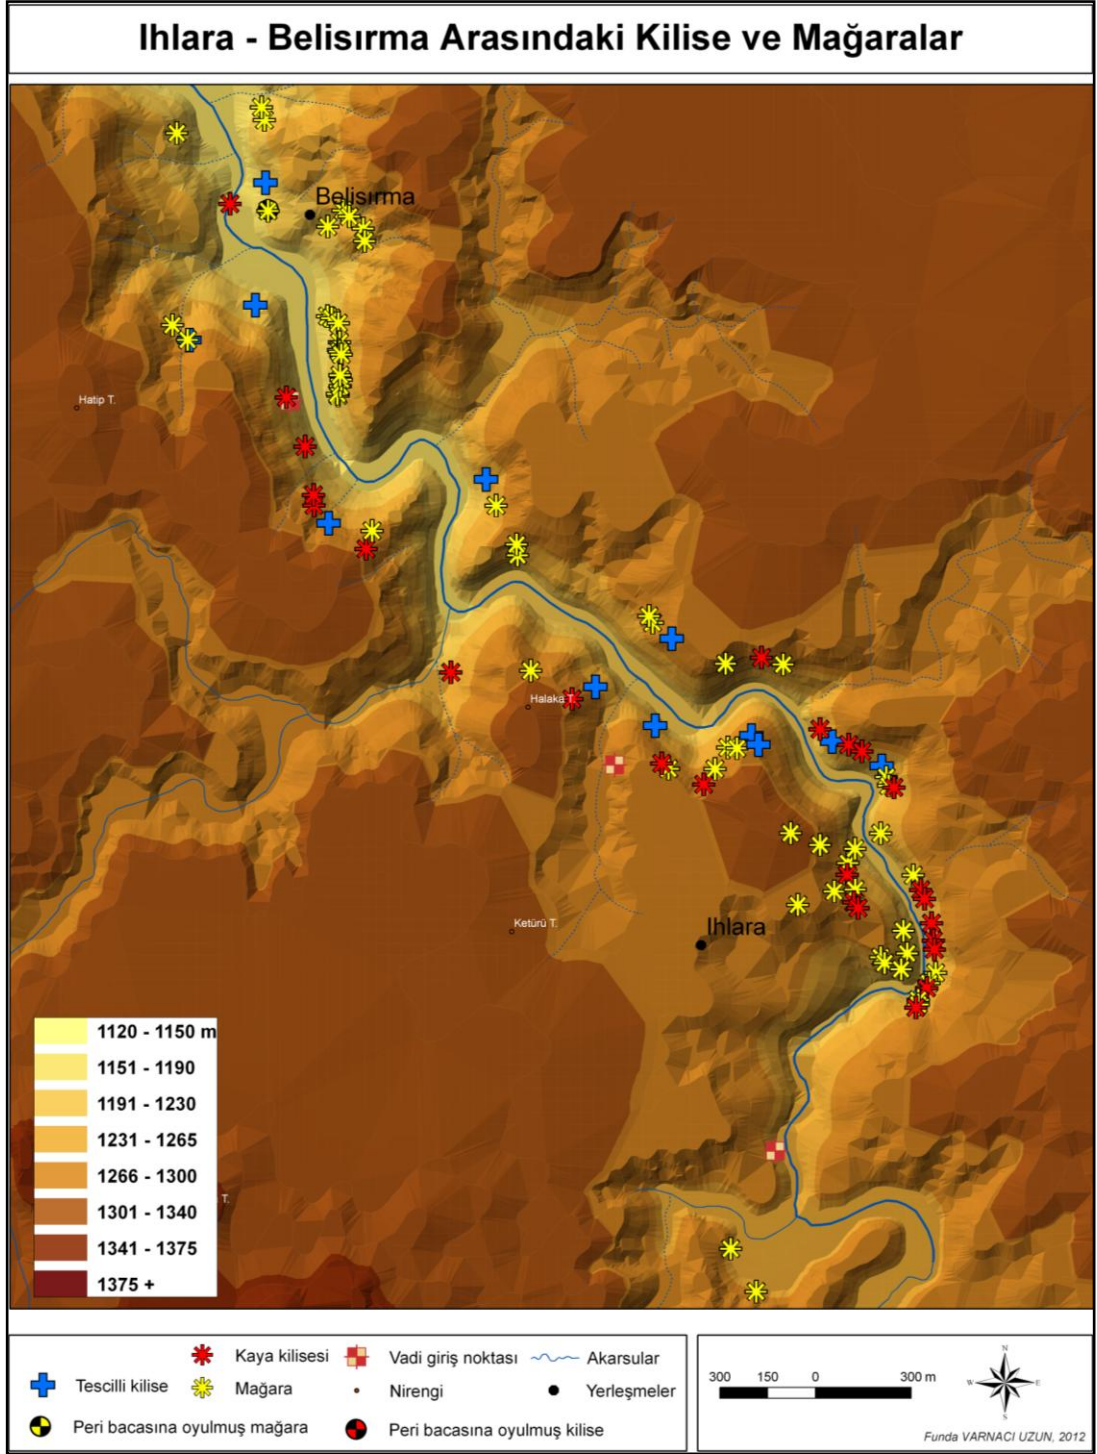 Ihlara - Belisırma Arasındaki Kilise ve Mağaralar
Belisırma
Hatip T.
Halaka T.
Ketürü T.
Ihlara
T.
1120 - 1150 m
1151 - 1190
1191 - 1230
1231 - 1265
1266 - 1300
1301 - 1340
1341 - 1375
1375 +
Kaya kilisesi
Vadi giriş noktası
Akarsular
Tescilli kilise
Mağara
Nirengi
Yerleşmeler
Peri bacasına oyulmuş mağara
Peri bacasına oyulmuş kilise
300 150 0 300 m
N
W E
S
Funda VARNACI UZUN, 2012